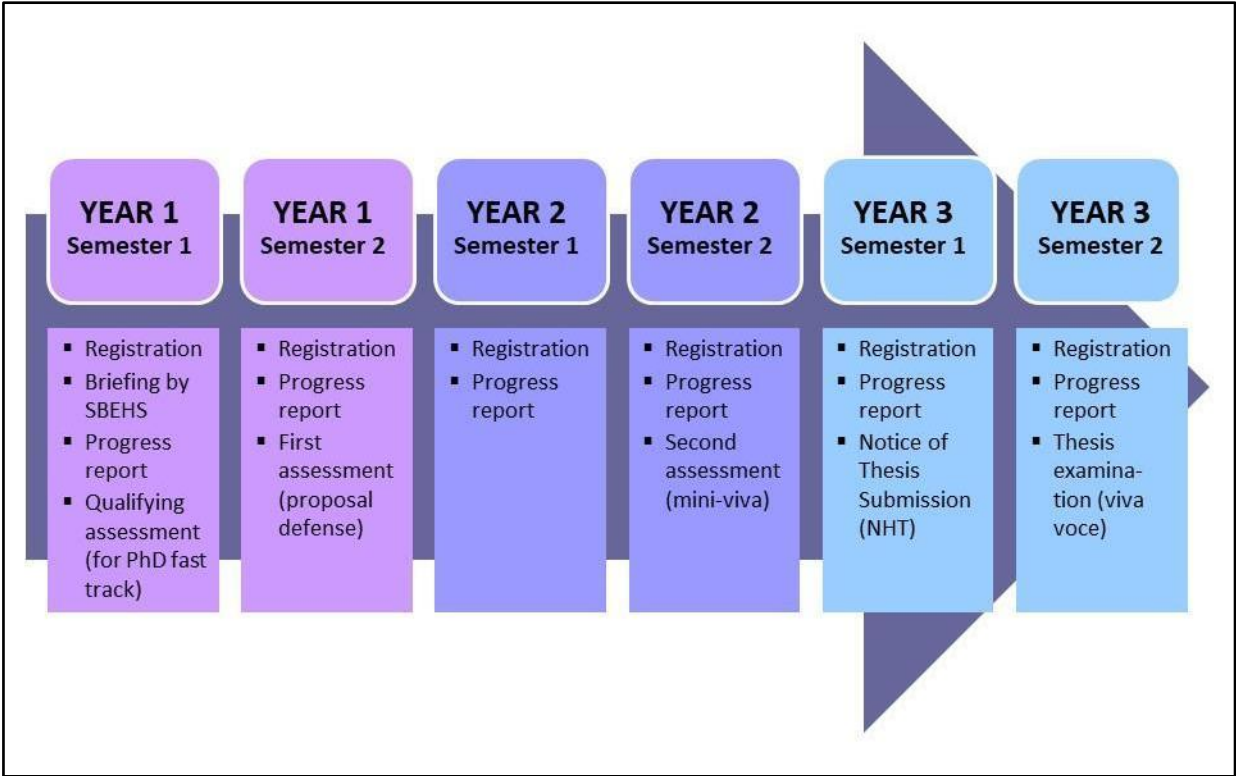 YEAR 1
Semester 1
▪ Registration
▪ Briefing by
SBEHS
▪ Progress
report
▪ Qualifying
assessment
(for PhD fast
track)
YEAR 1
Semester 2
▪ Registration
▪ Progress
report
▪ First
assessment
(proposal
defense)
YEAR 2
Semester 1
▪ Registration
▪ Progress
report
YEAR 2
Semester 2
▪ Registration
▪ Progress
report
▪ Second
assessment
(mini-viva)
YEAR 3
Semester 1
▪ Registration
▪ Progress
report
▪ Notice of
Thesis
Submission
(NHT)
YEAR 3
Semester 2
▪ Registration
▪ Progress
report
▪ Thesis
examina-
tion (viva
voce)